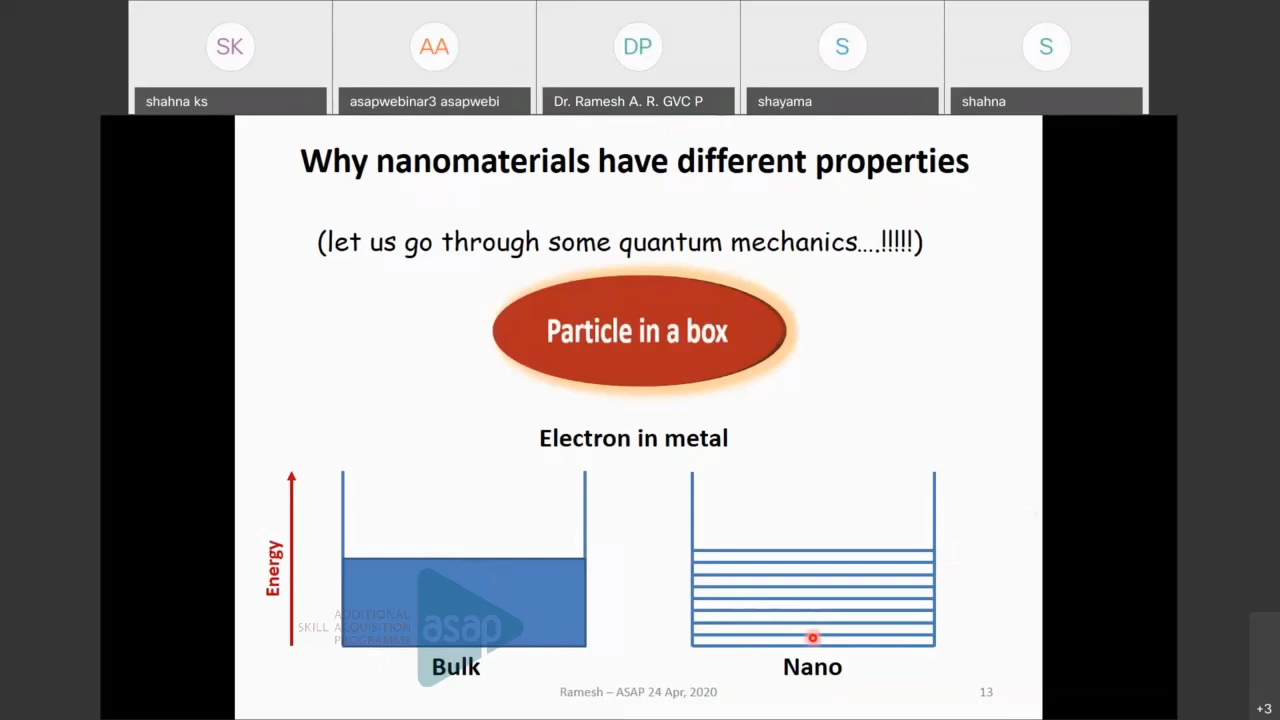 SK
AA
DP
S
S
shahna ks
asapwebinar3 asapwebi
Dr. Ramesh A. R. GVC P
shayama
shahna
Why nanomaterials have different properties
(let us go through some quantum mechanics....!!!!!)
Particle in a box
Electron in metal
Energy
ADDITIONAL
SKILL ACQUISITION
PROGRAMME
asap
Bulk
Nano
Ramesh – ASAP 24 Apr, 2020
13
+3